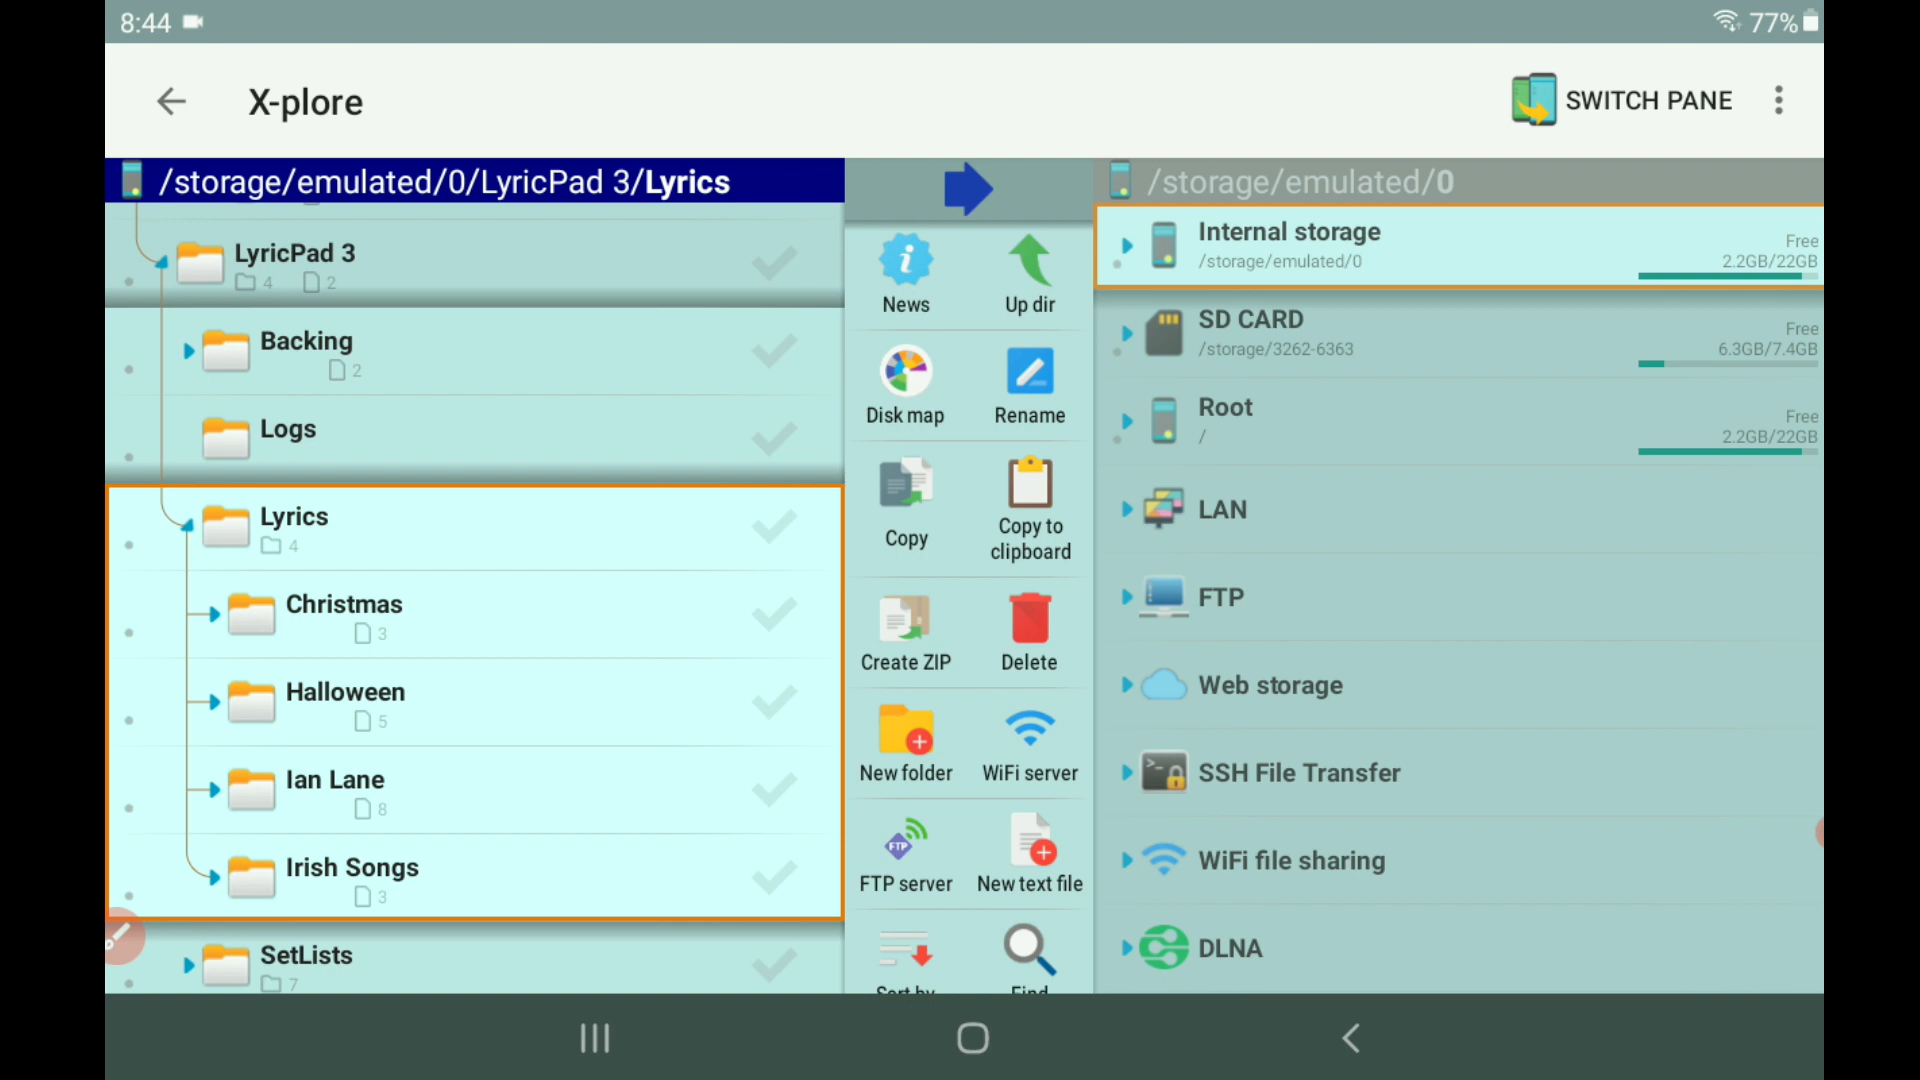 8:44
77%
X-plore
SWITCH PANE
/storage/emulated/0/LyricPad 3/Lyrics
LyricPad 3
4 2
Backing
2
Logs
Lyrics
4
Christmas
3
Halloween
5
Ian Lane
8
Irish Songs
3
SetLists
7
News
Up dir
Disk map
Rename
Copy
Copy to
clipboard
Create ZIP
Delete
New folder
WiFi server
FTP
FTP server
New text file
Sort by
Find
/storage/emulated/0
Internal storage
/storage/emulated/0
Free
2.2GB/22GB
SD CARD
/storage/3262-6363
Free
6.3GB/7.4GB
Root
/
Free
2.2GB/22GB
LAN
FTP
Web storage
SSH File Transfer
WiFi file sharing
DLNA